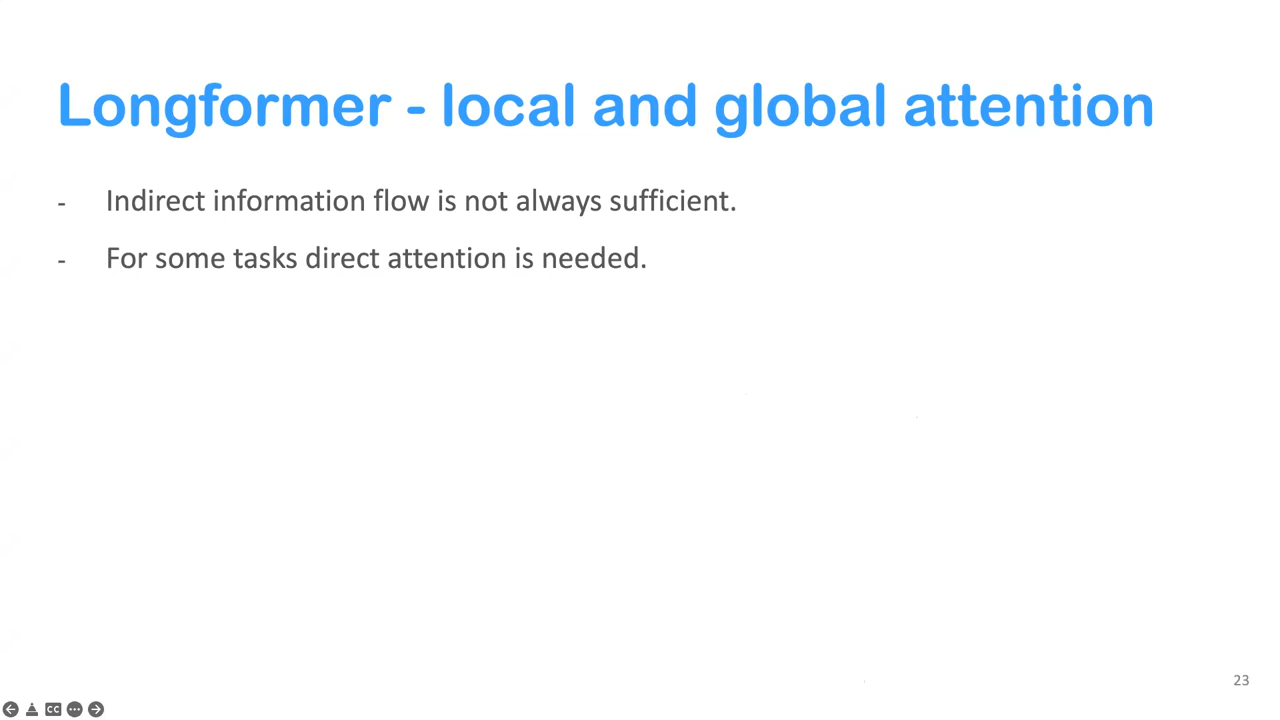 Longformer - local and global attention
- Indirect information flow is not always sufficient.
- For some tasks direct attention is needed.
23
CC